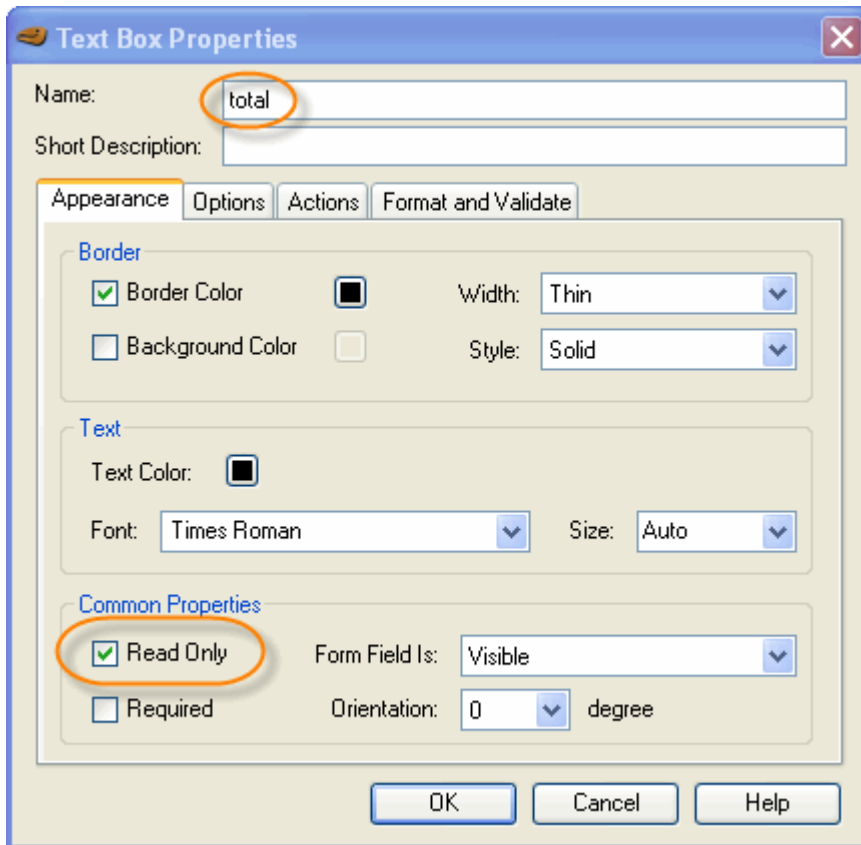 Text Box Properties
Name: total
Short Description:
Appearance Options Actions Format and Validate
Border
Border Color Width: Thin
Background Color Style: Solid
Text
Text Color:
Font: Times Roman Size: Auto
Common Properties
Read Only Form Field Is: Visible
Required Orientation: 0 degree
OK Cancel Help